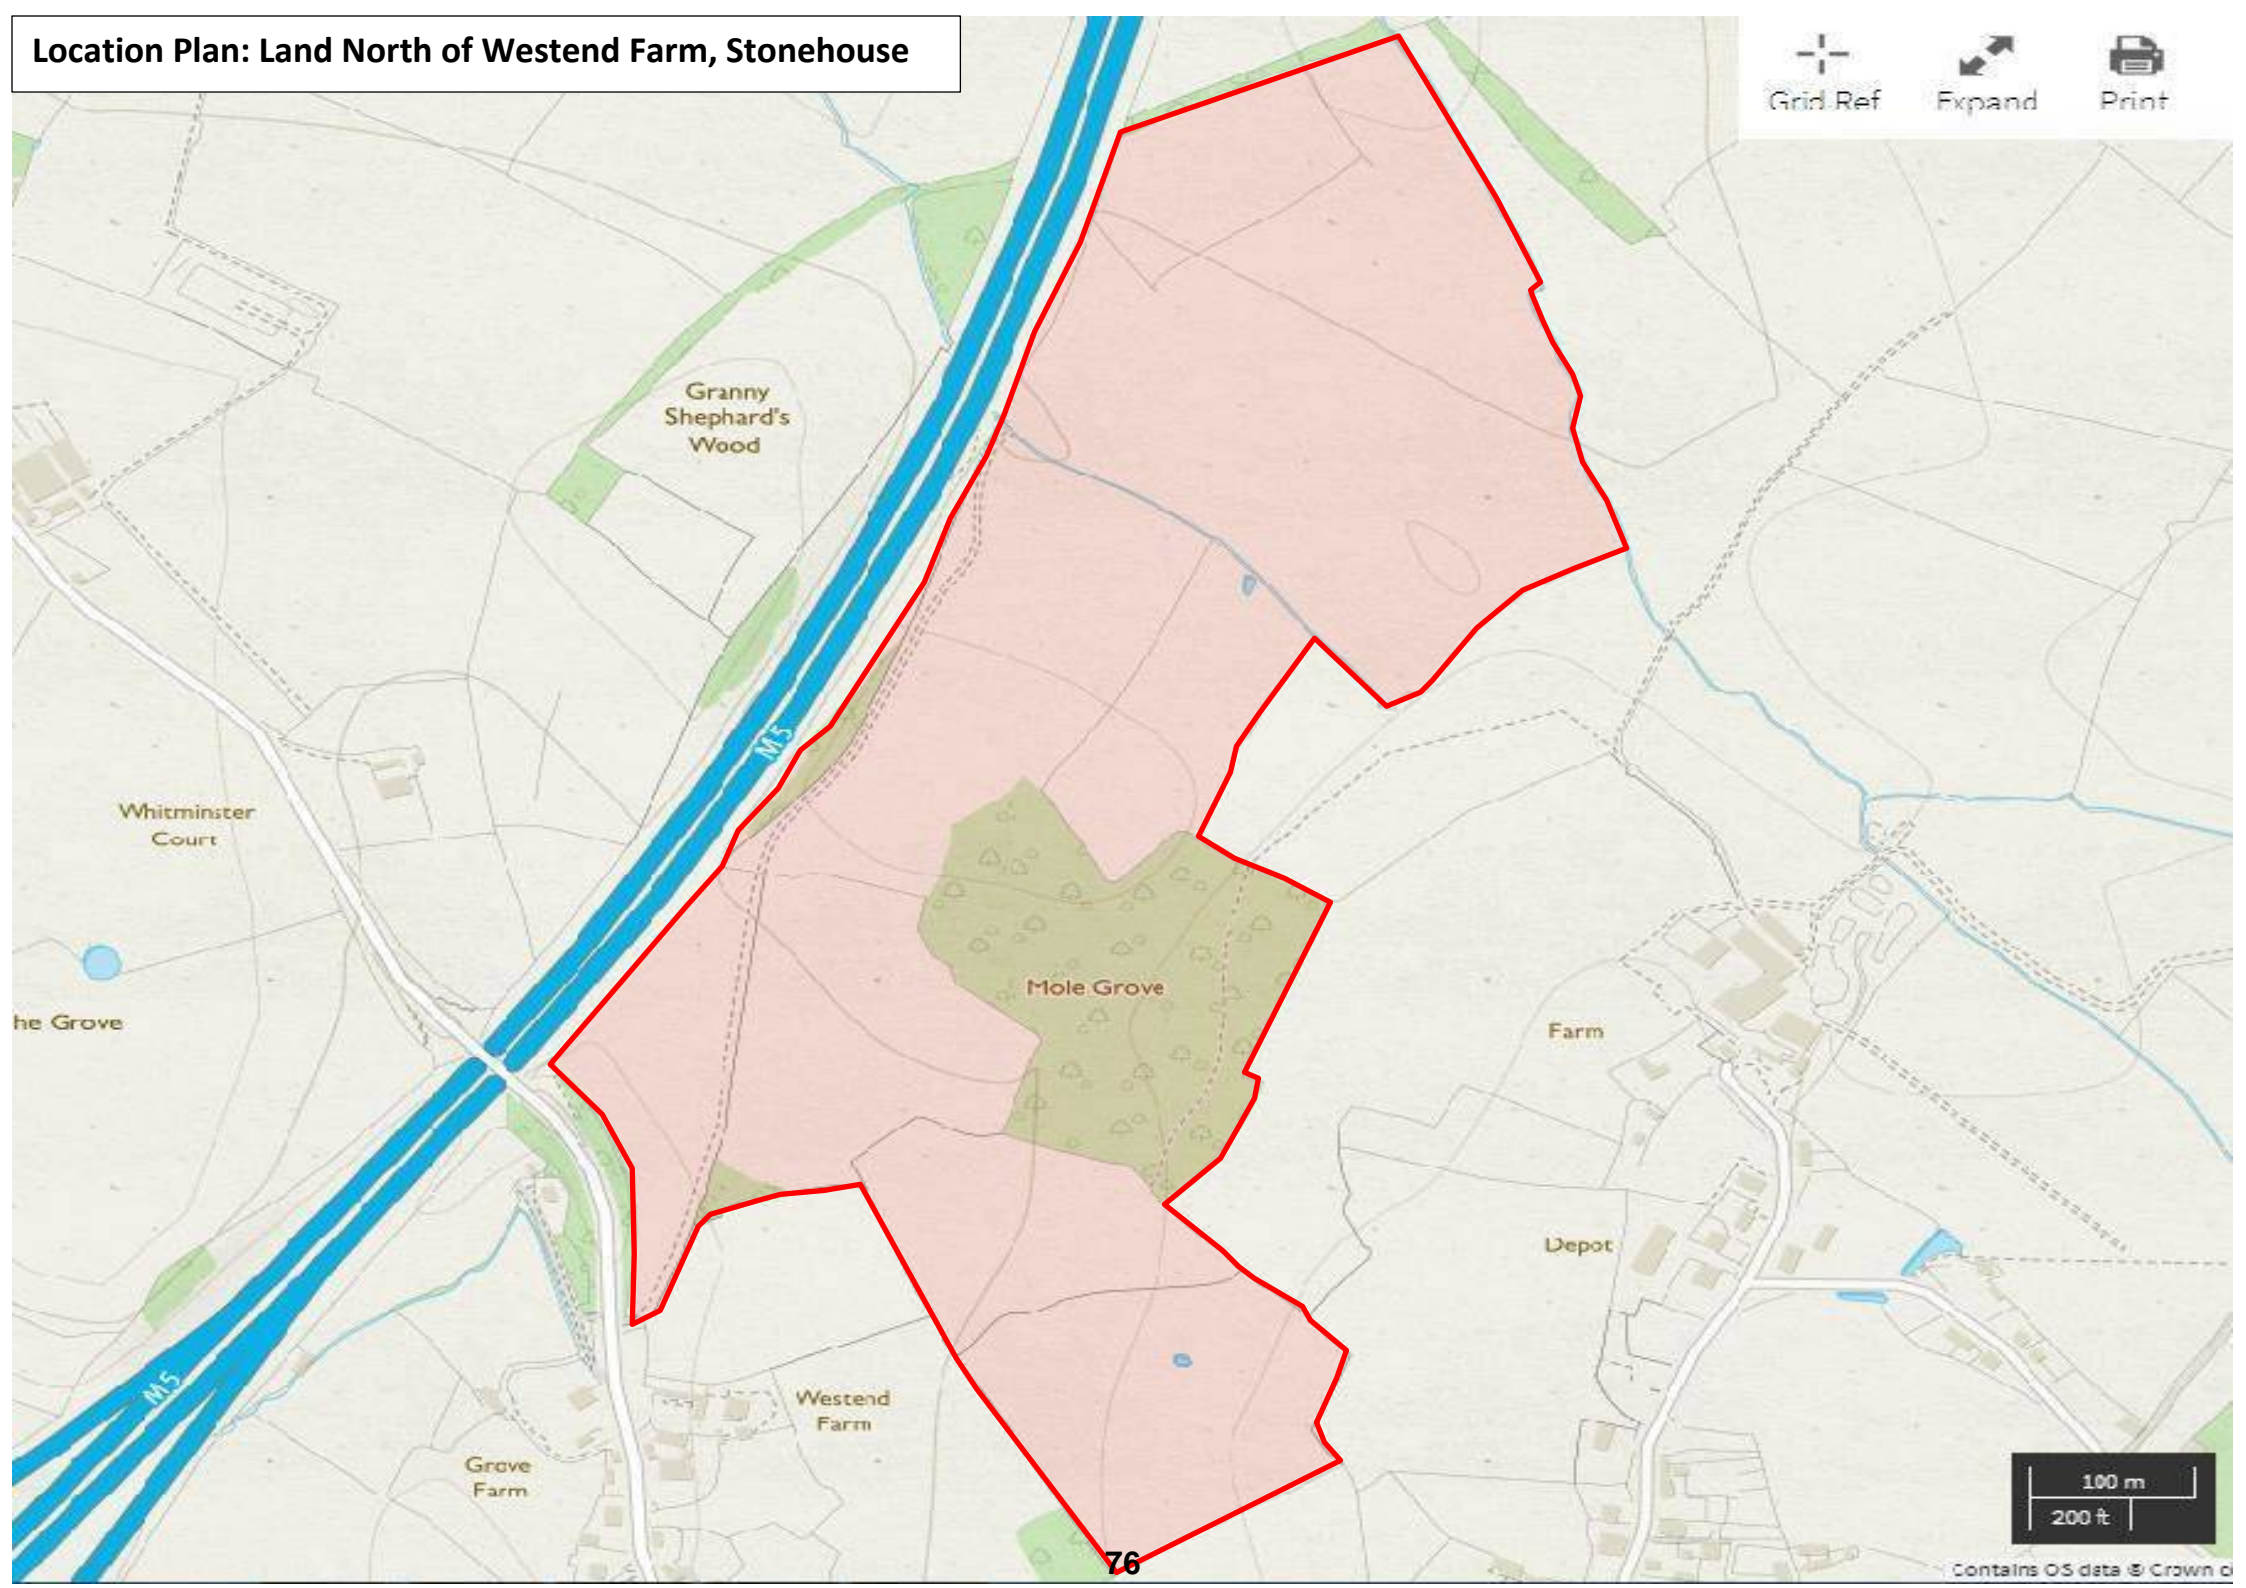 Location Plan: Land North of Westend Farm, Stonehouse
Grid Ref
Expand
Print
Granny
Shephard's
Wood
M5
Whitminster
Court
he Grove
Mole Grove
Farm
Depot
M5
Westend
Farm
Grove
Farm
100 m
200 ft
76
Contains OS data © Crown c